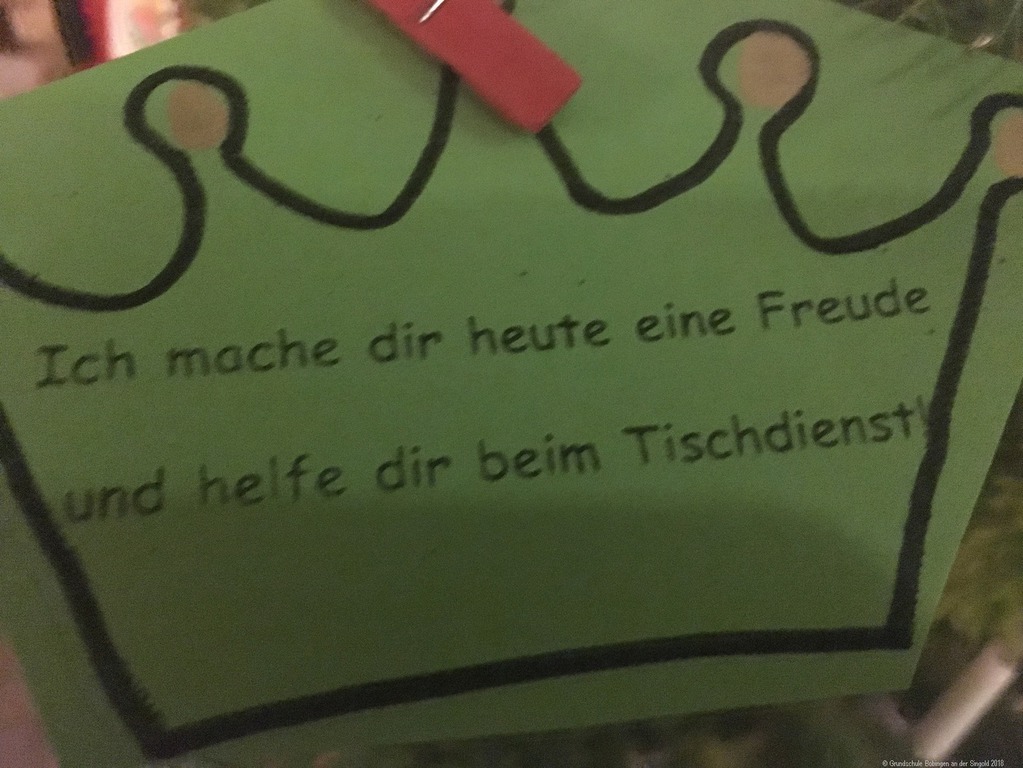 Ich mache dir heute eine Freude
und helfe dir beim Tischdienst!
© Grundschule Bobingen an der Singold 2018